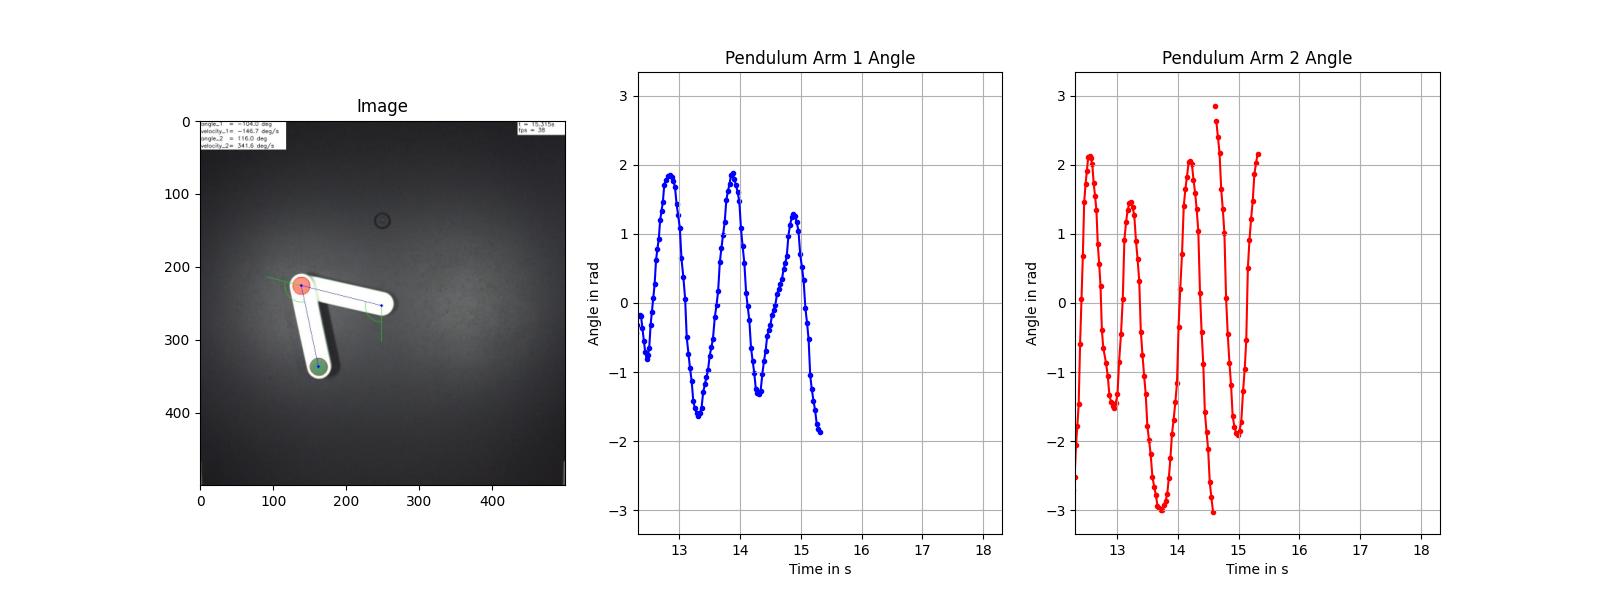 Image
angle_1 = -104.0 deg
velocity_1= -146.7 deg/s
angle_2 = 116.0 deg
velocity_2= 341.6 deg/s
t = 15.315s
fps = 38
0
100
200
300
400
0 100 200 300 400
Pendulum Arm 1 Angle
Angle in rad
3
2
1
0
−1
−2
−3
13 14 15 16 17 18
Time in s
Pendulum Arm 2 Angle
Angle in rad
3
2
1
0
−1
−2
−3
13 14 15 16 17 18
Time in s